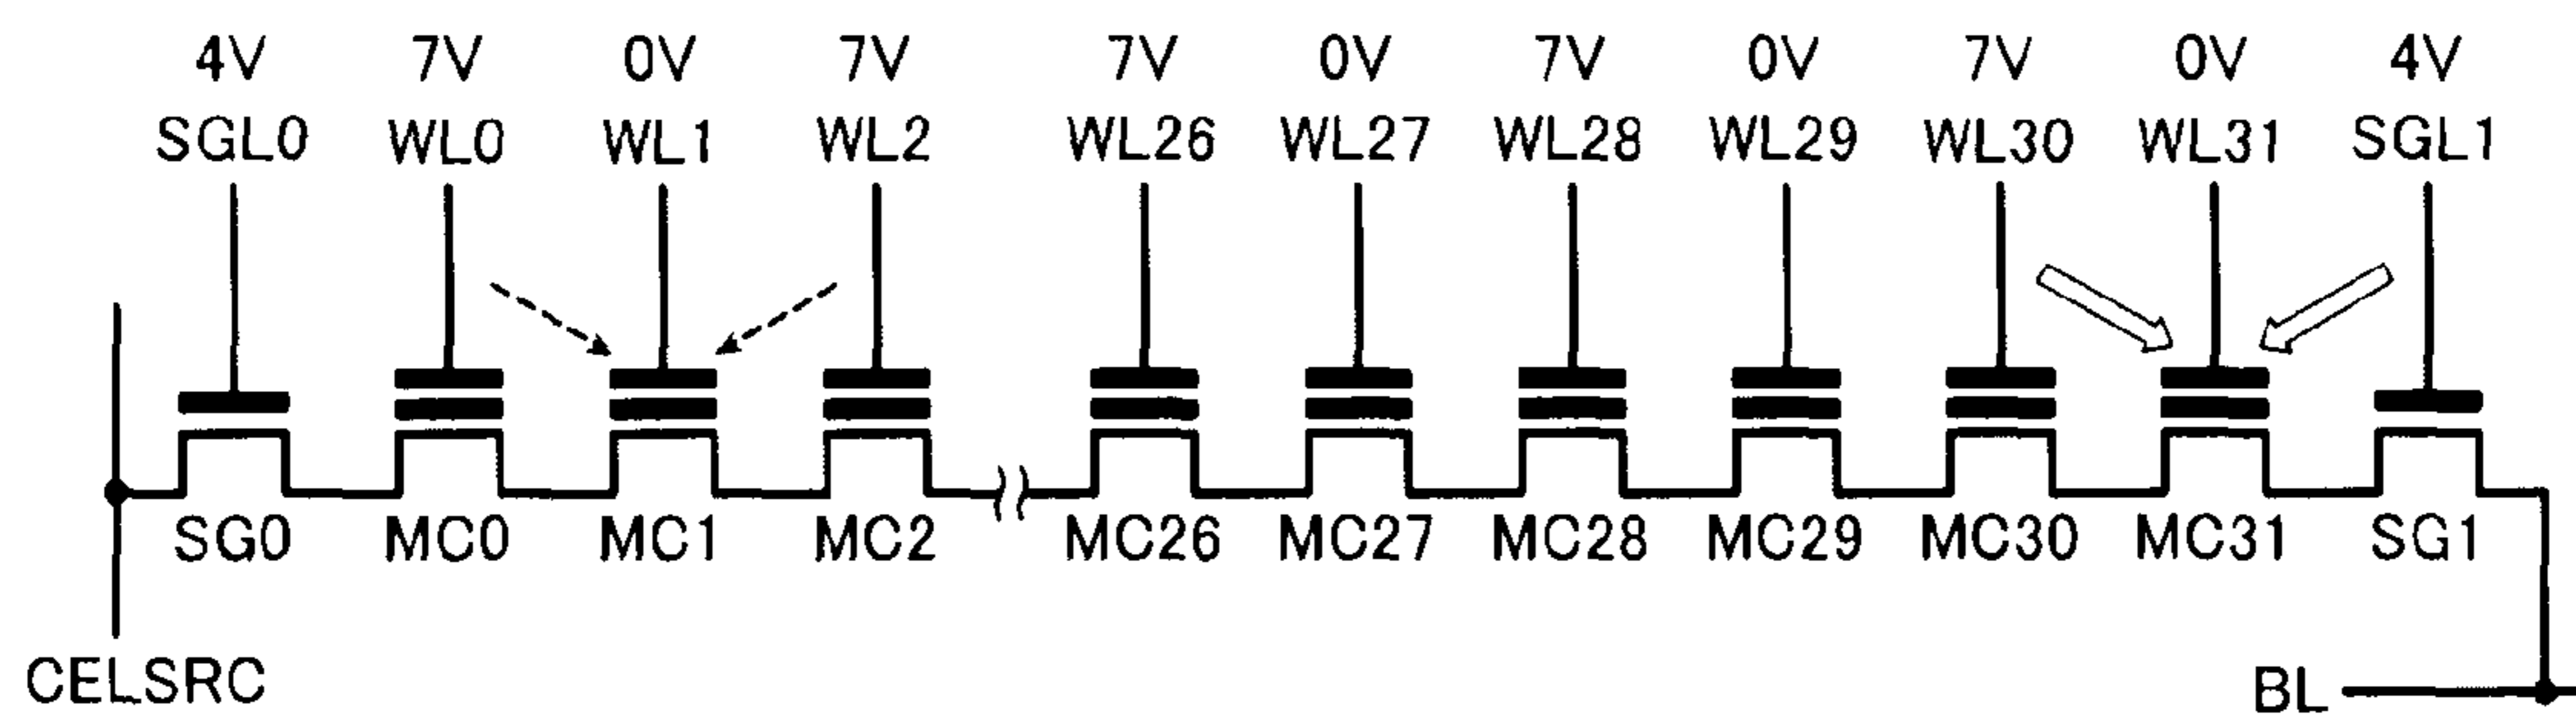 4V 7V 0V 7V 7V 0V 7V 0V 7V 0V 4V
SGL0 WL0 WL1 WL2 WL26 WL27 WL28 WL29 WL30 WL31 SGL1
SG0 MC0 MC1 MC2 MC26 MC27 MC28 MC29 MC30 MC31 SG1
CELSRC BL